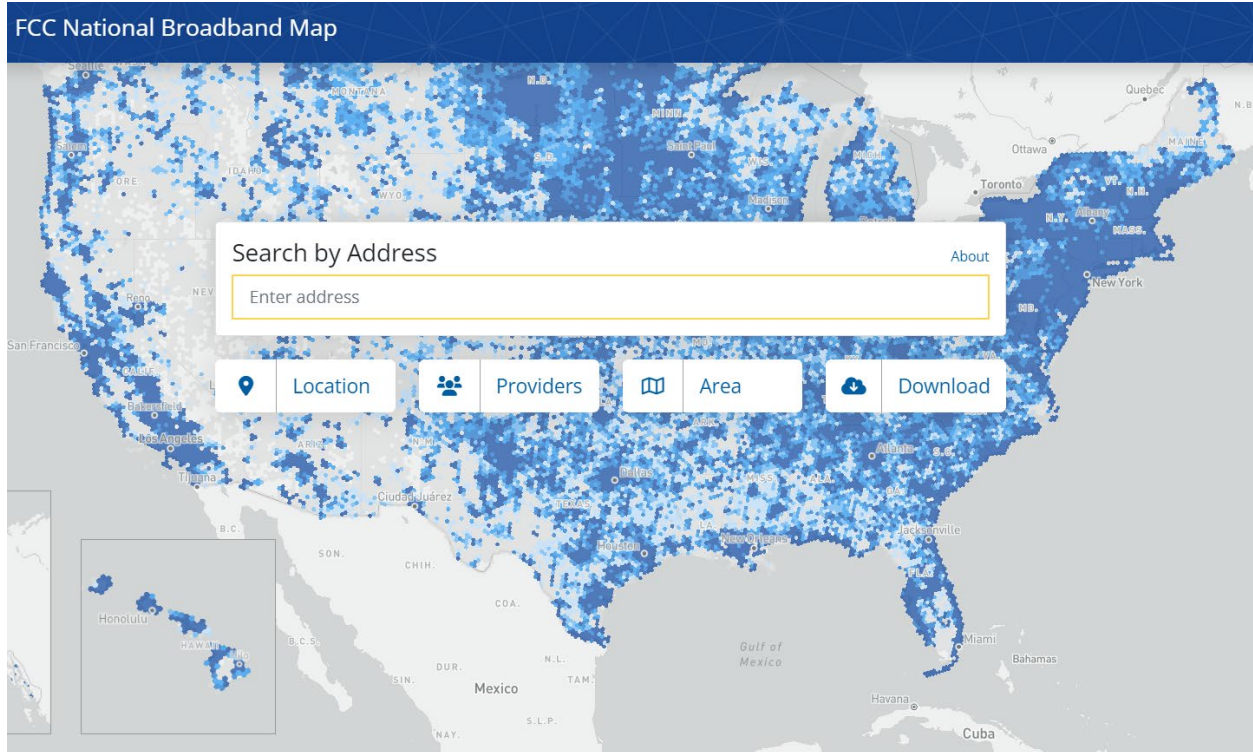 FCC National Broadband Map
Seattle
MONTANA
N.D.
MINN.
Quebec
N.B
Salem
ORE
IDAHO
WYO.
S.D.
Saint Paul
WIS.
Madison
MICH
Ottawa
MAINE
Toronto
VT.
N.H.
N.Y.
Albany
MASS.
Search by Address
About
Enter address
Reno
NEV
New York
MD.
San Francisco
CALIF.
MO.
VA.
Location
Providers
Area
Download
Bakersfield
Los Angeles
ARIZ.
N.M.
ARK.
Atlanta
S.C.
Tijuana
Ciudad Juárez
Dallas
TEXAS
MISS.
ALA.
GA.
B.C.
SON.
CHIH.
Houston
LA.
New Orleans
Jacksonville
FLA.
COA.
Honolulu
HAWAII
Hilo
B.C.S.
DUR.
N.L.
Gulf of
Mexico
Miami
Bahamas
SIN.
Mexico
TAM.
Havana
S.L.P.
NAY.
Cuba